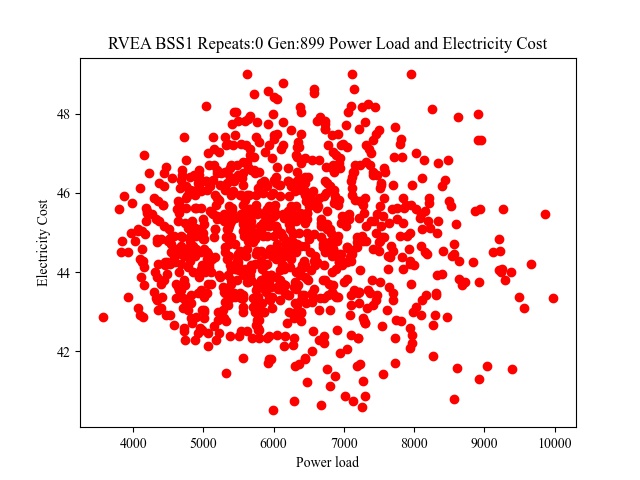 RVEA BSS1 Repeats:0 Gen:899 Power Load and Electricity Cost
Electricity Cost
48
46
44
42
4000 5000 6000 7000 8000 9000 10000
Power load